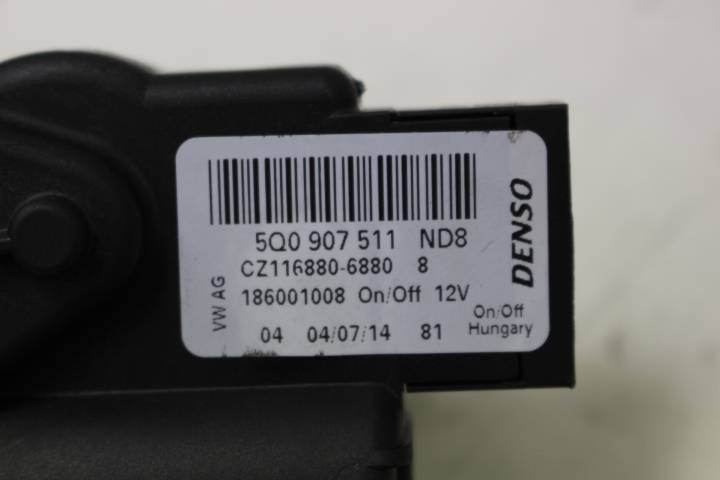 5Q0 907 511 ND8
CZ116880-6880 8
186001008 On/Off 12V
04 04/07/14 81
VW AG
DENSO
On/Off
Hungary